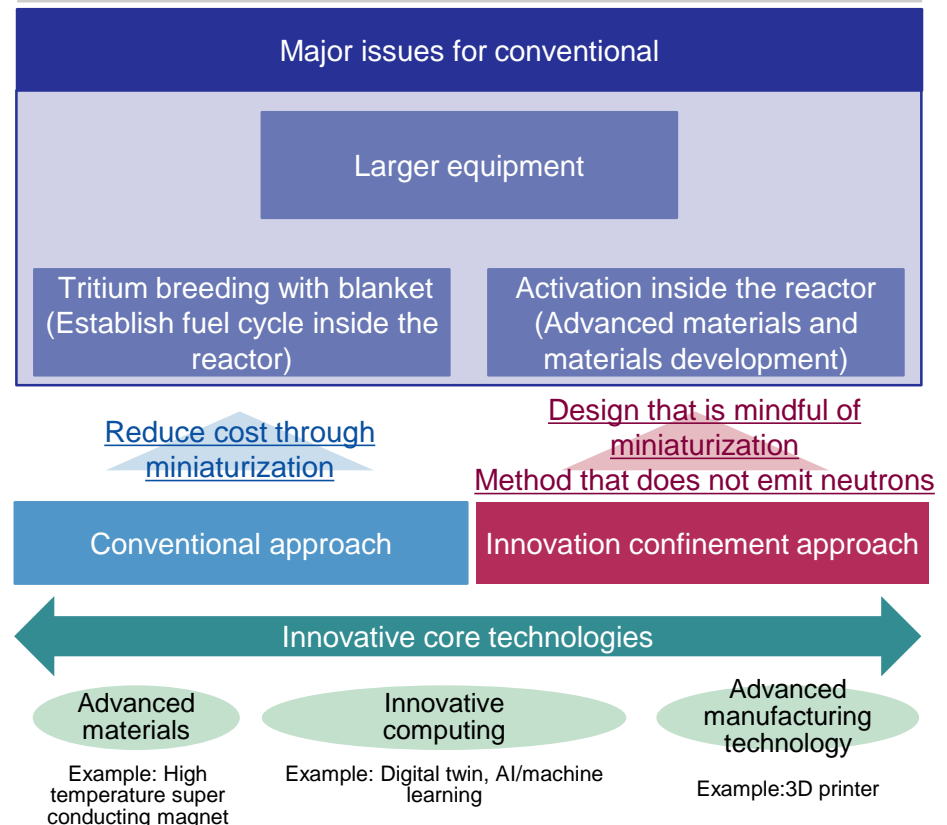 Major issues for conventional
Larger equipment
Tritium breeding with blanket
(Establish fuel cycle inside the
reactor)
Activation inside the reactor
(Advanced materials and
materials development)
Reduce cost through
miniaturization
Design that is mindful of
miniaturization
Method that does not emit neutrons
Conventional approach
Innovation confinement approach
Innovative core technologies
Advanced
materials
Innovative
computing
Advanced
manufacturing
technology
Example: High
temperature super
conducting magnet
Example: Digital twin, AI/machine
learning
Example:3D printer